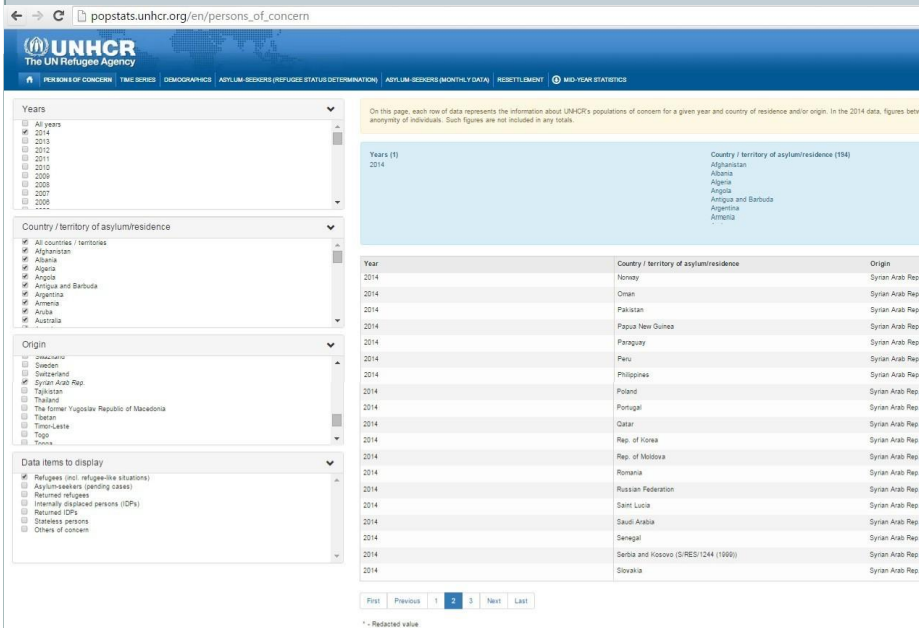 popstats.unhcr.org/en/persons_of_concern
UNHCR
The UN Refugee Agency
PERSONS OF CONCERN TIME SERIES DEMOGRAPHICS ASYLUM-SEEKERS (REFUGEE STATUS DETERMINATION) ASYLUM-SEEKERS (MONTHLY DATA) RESETTLEMENT MID-YEAR STATISTICS
Years
All years
2014
2013
2012
2011
2010
2009
2008
2007
2006
Country / territory of asylum/residence
All countries / territories
Afghanistan
Albania
Algeria
Angola
Antigua and Barbuda
Argentina
Armenia
Aruba
Australia
Origin
Swaziland
Sweden
Switzerland
Syrian Arab Rep.
Tajikistan
Thailand
The former Yugoslav Republic of Macedonia
Tibetan
Timor-Leste
Togo
Tonga
Data items to display
Refugees (incl. refugee-like situations)
Asylum-seekers (pending cases)
Returned refugees
Internally displaced persons (IDPs)
Returned IDPs
Stateless persons
Others of concern
On this page, each row of data represents the information about UNHCR's populations of concern for a given year and country of residence and/or origin. In the 2014 data, figures betw
anonymity of individuals. Such figures are not included in any totals.
Years (1)
2014
Country / territory of asylum/residence (194)
Afghanistan
Albania
Algeria
Angola
Antigua and Barbuda
Argentina
Armenia
Year Country / territory of asylum/residence Origin
2014 Norway Syrian Arab Rep
2014 Oman Syrian Arab Rep
2014 Pakistan Syrian Arab Rep
2014 Papua New Guinea Syrian Arab Rep
2014 Paraguay Syrian Arab Rep
2014 Peru Syrian Arab Rep
2014 Philippines Syrian Arab Rep
2014 Poland Syrian Arab Rep
2014 Portugal Syrian Arab Rep
2014 Qatar Syrian Arab Rep
2014 Rep. of Korea Syrian Arab Rep
2014 Rep. of Moldova Syrian Arab Rep
2014 Romania Syrian Arab Rep
2014 Russian Federation Syrian Arab Rep
2014 Saint Lucia Syrian Arab Rep
2014 Saudi Arabia Syrian Arab Rep
2014 Senegal Syrian Arab Rep
2014 Serbia and Kosovo (S/RES/1244 (1999)) Syrian Arab Rep
2014 Slovakia Syrian Arab Rep
First Previous 1 2 3 Next Last
* - Redacted value